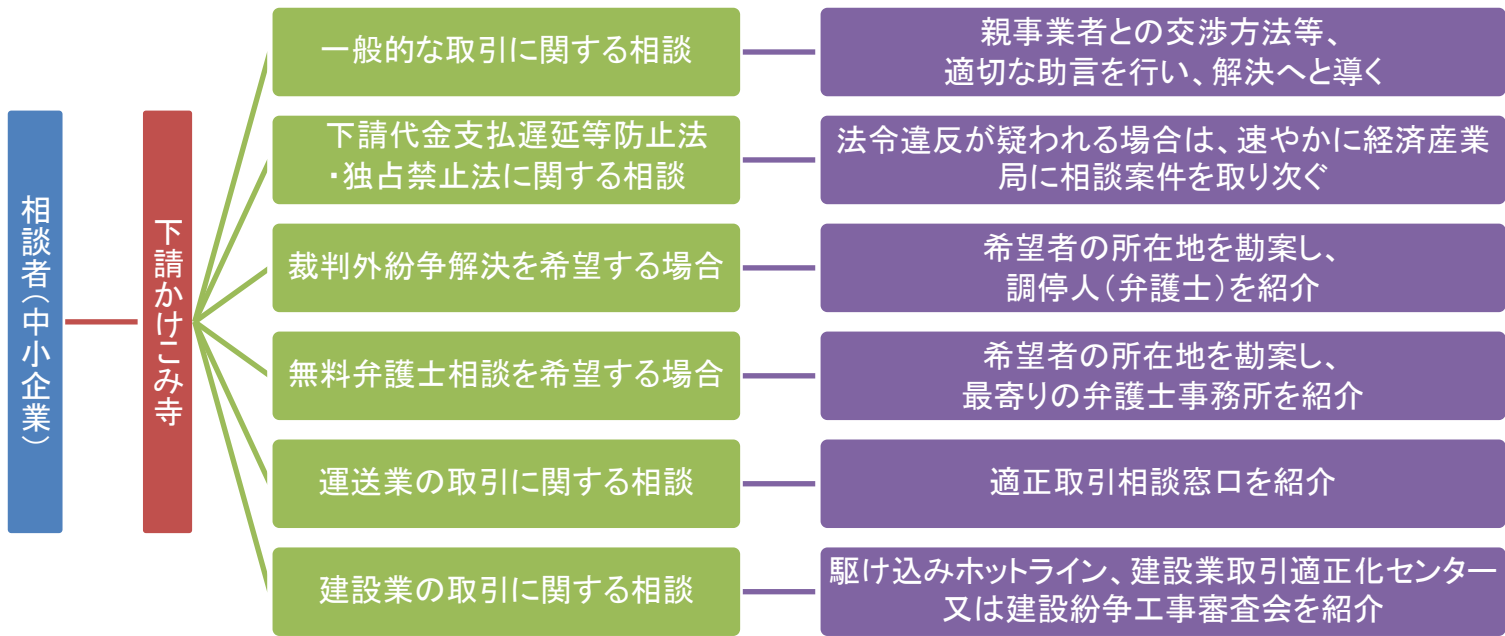 相談者（中小企業）
下請かけこみ寺
一般的な取引に関する相談
親事業者との交渉方法等、
適切な助言を行い、解決へと導く
下請代金支払遅延等防止法
・独占禁止法に関する相談
法令違反が疑われる場合は、速やかに経済産業
局に相談案件を取り次ぐ
裁判外紛争解決を希望する場合
希望者の所在地を勘案し、
調停人（弁護士）を紹介
無料弁護士相談を希望する場合
希望者の所在地を勘案し、
最寄りの弁護士事務所を紹介
運送業の取引に関する相談
適正取引相談窓口を紹介
建設業の取引に関する相談
駆け込みホットライン、建設業取引適正化センター
又は建設紛争工事審査会を紹介